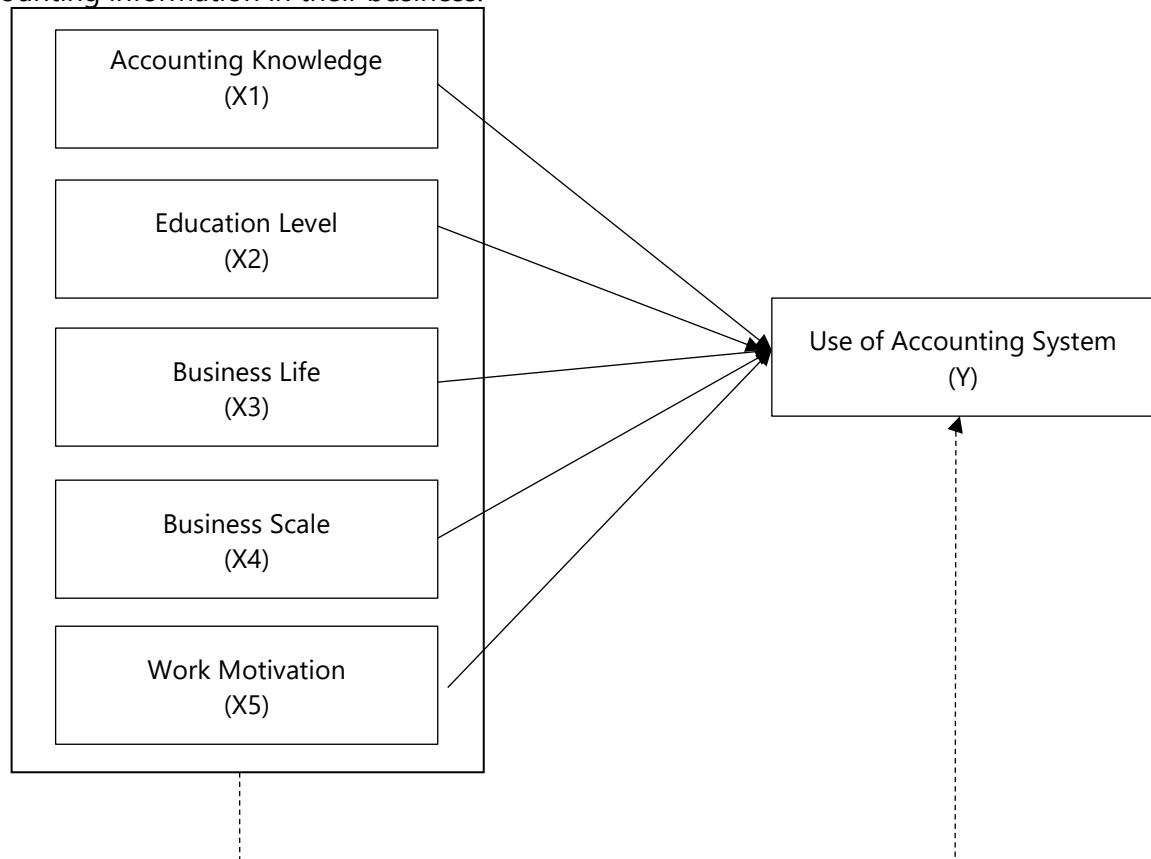 ounting information in their business.
Accounting Knowledge
(X1)
Education Level
(X2)
Business Life
(X3)
Business Scale
(X4)
Work Motivation
(X5)
Use of Accounting System
(Y)